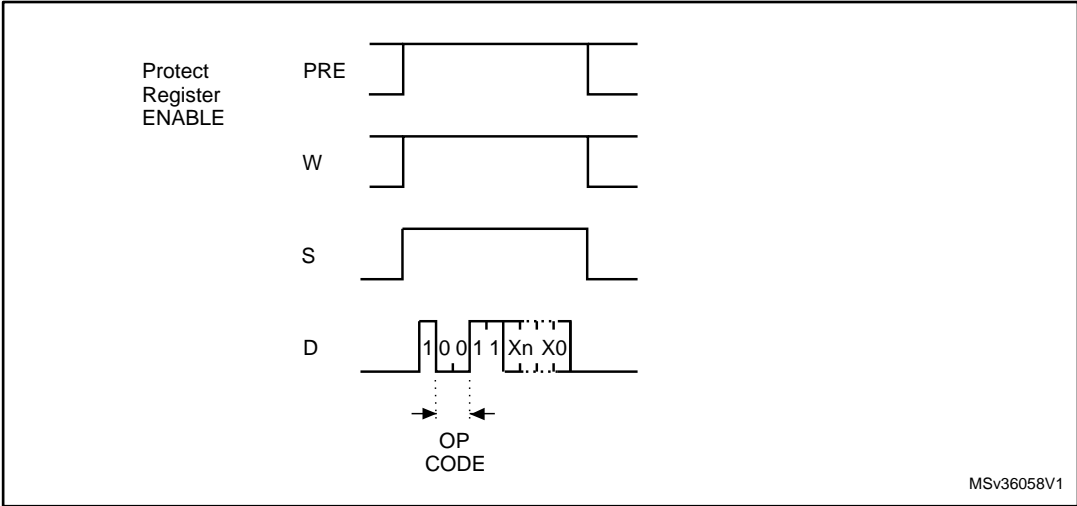 Protect
Register
ENABLE
PRE
W
S
D
1 0 0 1 1 Xn X0
OP
CODE
MSv36058V1